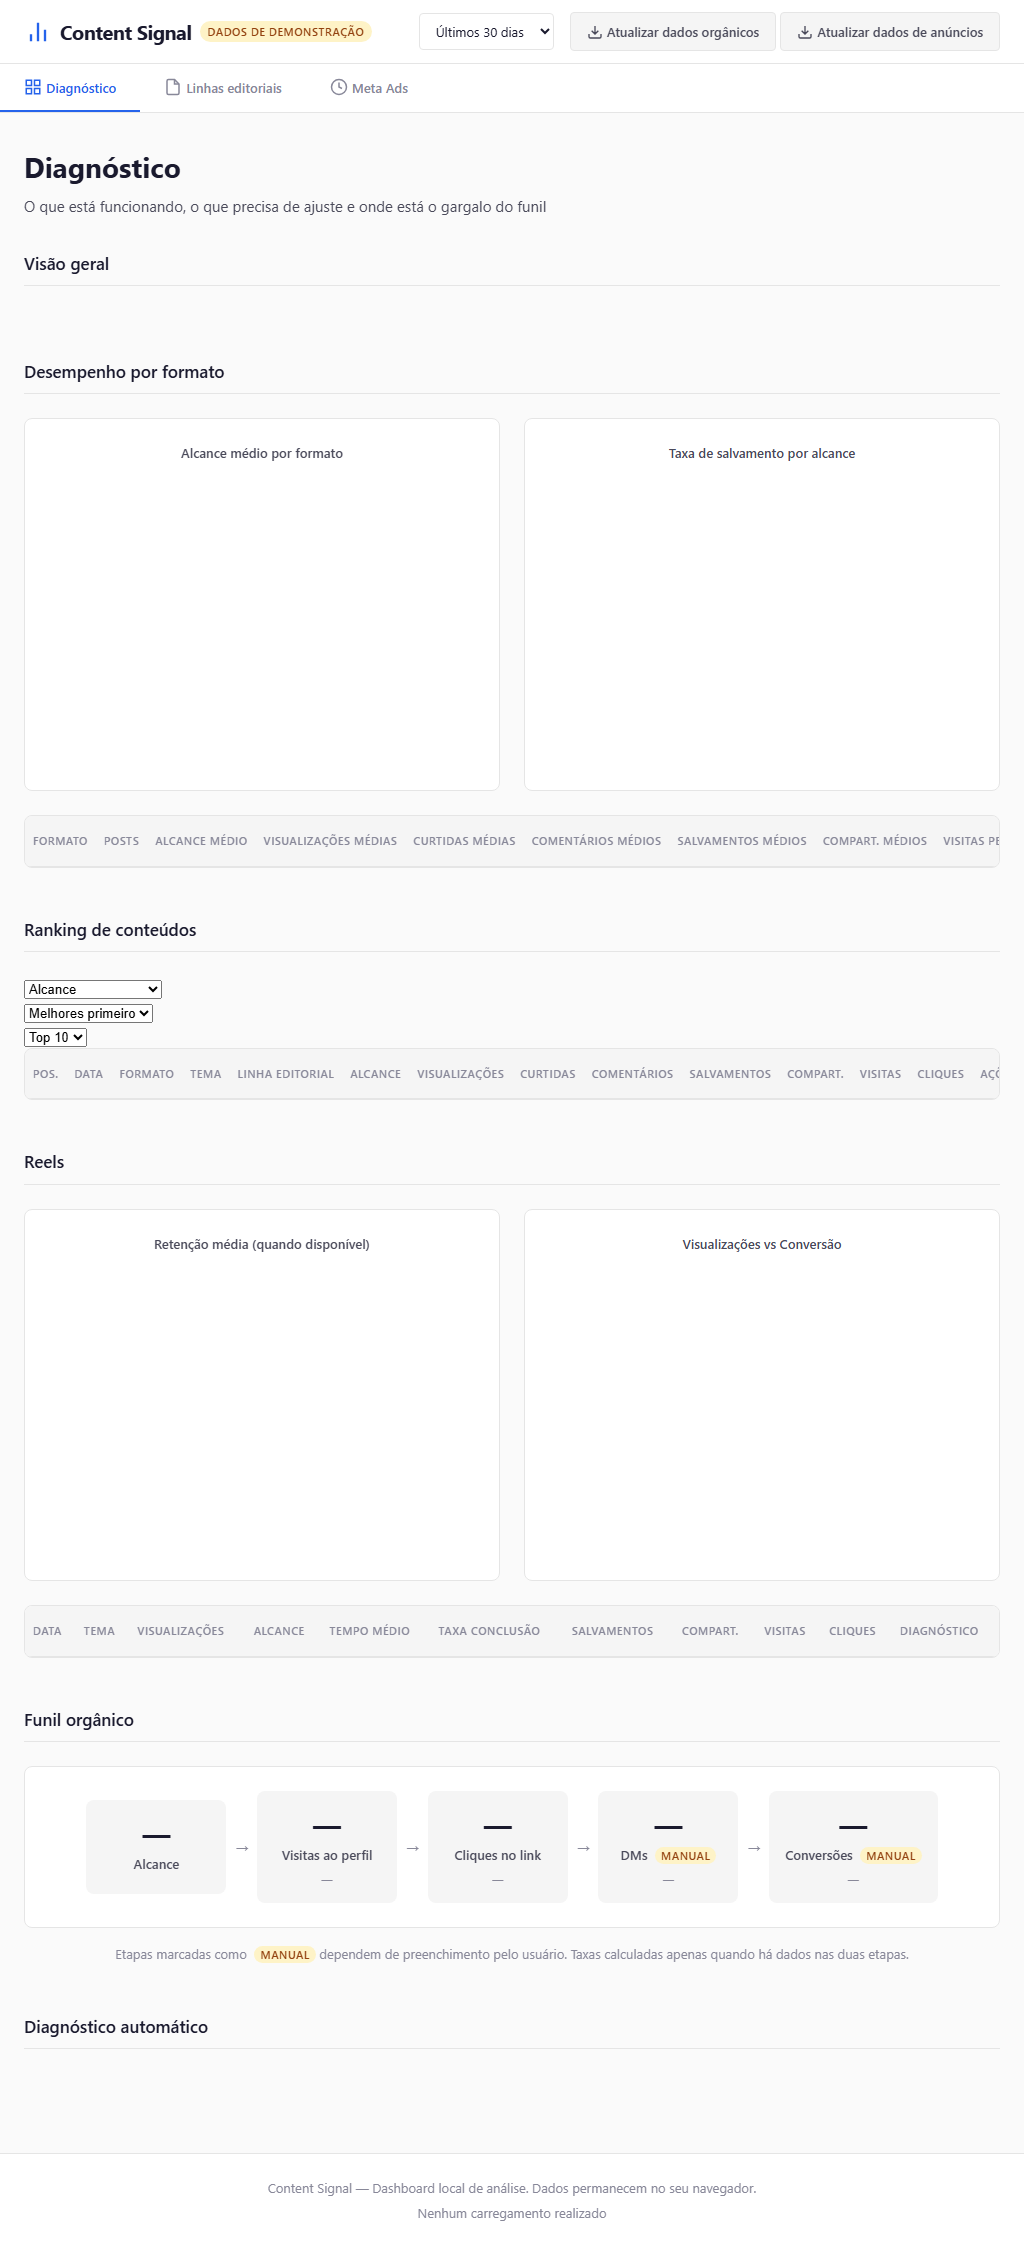 Content Signal DADOS DE DEMONSTRAÇÃO Últimos 30 dias Atualizar dados orgânicos Atualizar dados de anúncios
Diagnóstico Linhas editoriais Meta Ads
Diagnóstico
O que está funcionando, o que precisa de ajuste e onde está o gargalo do funil
Visão geral
Desempenho por formato
Alcance médio por formato Taxa de salvamento por alcance
FORMATO POSTS ALCANCE MÉDIO VISUALIZAÇÕES MÉDIAS CURTIDAS MÉDIAS COMENTÁRIOS MÉDIOS SALVAMENTOS MÉDIOS COMPART. MÉDIOS VISITAS
Ranking de conteúdos
Alcance
Melhores primeiro
Top 10
POS. DATA FORMATO TEMA LINHA EDITORIAL ALCANCE VISUALIZAÇÕES CURTIDAS COMENTÁRIOS SALVAMENTOS COMPART. VISITAS CLIQUES
Reels
Retenção média (quando disponível) Visualizações vs Conversão
DATA TEMA VISUALIZAÇÕES ALCANCE TEMPO MÉDIO TAXA CONCLUSÃO SALVAMENTOS COMPART. VISITAS CLIQUES DIAGNÓSTICO
Funil orgânico
— → — → — → — → —
Alcance Visitas ao perfil Cliques no link DMs MANUAL Conversões MANUAL
— — — —
Etapas marcadas como MANUAL dependem de preenchimento pelo usuário. Taxas calculadas apenas quando há dados nas duas etapas.
Diagnóstico automático
Content Signal — Dashboard local de análise. Dados permanecem no seu navegador.
Nenhum carregamento realizado